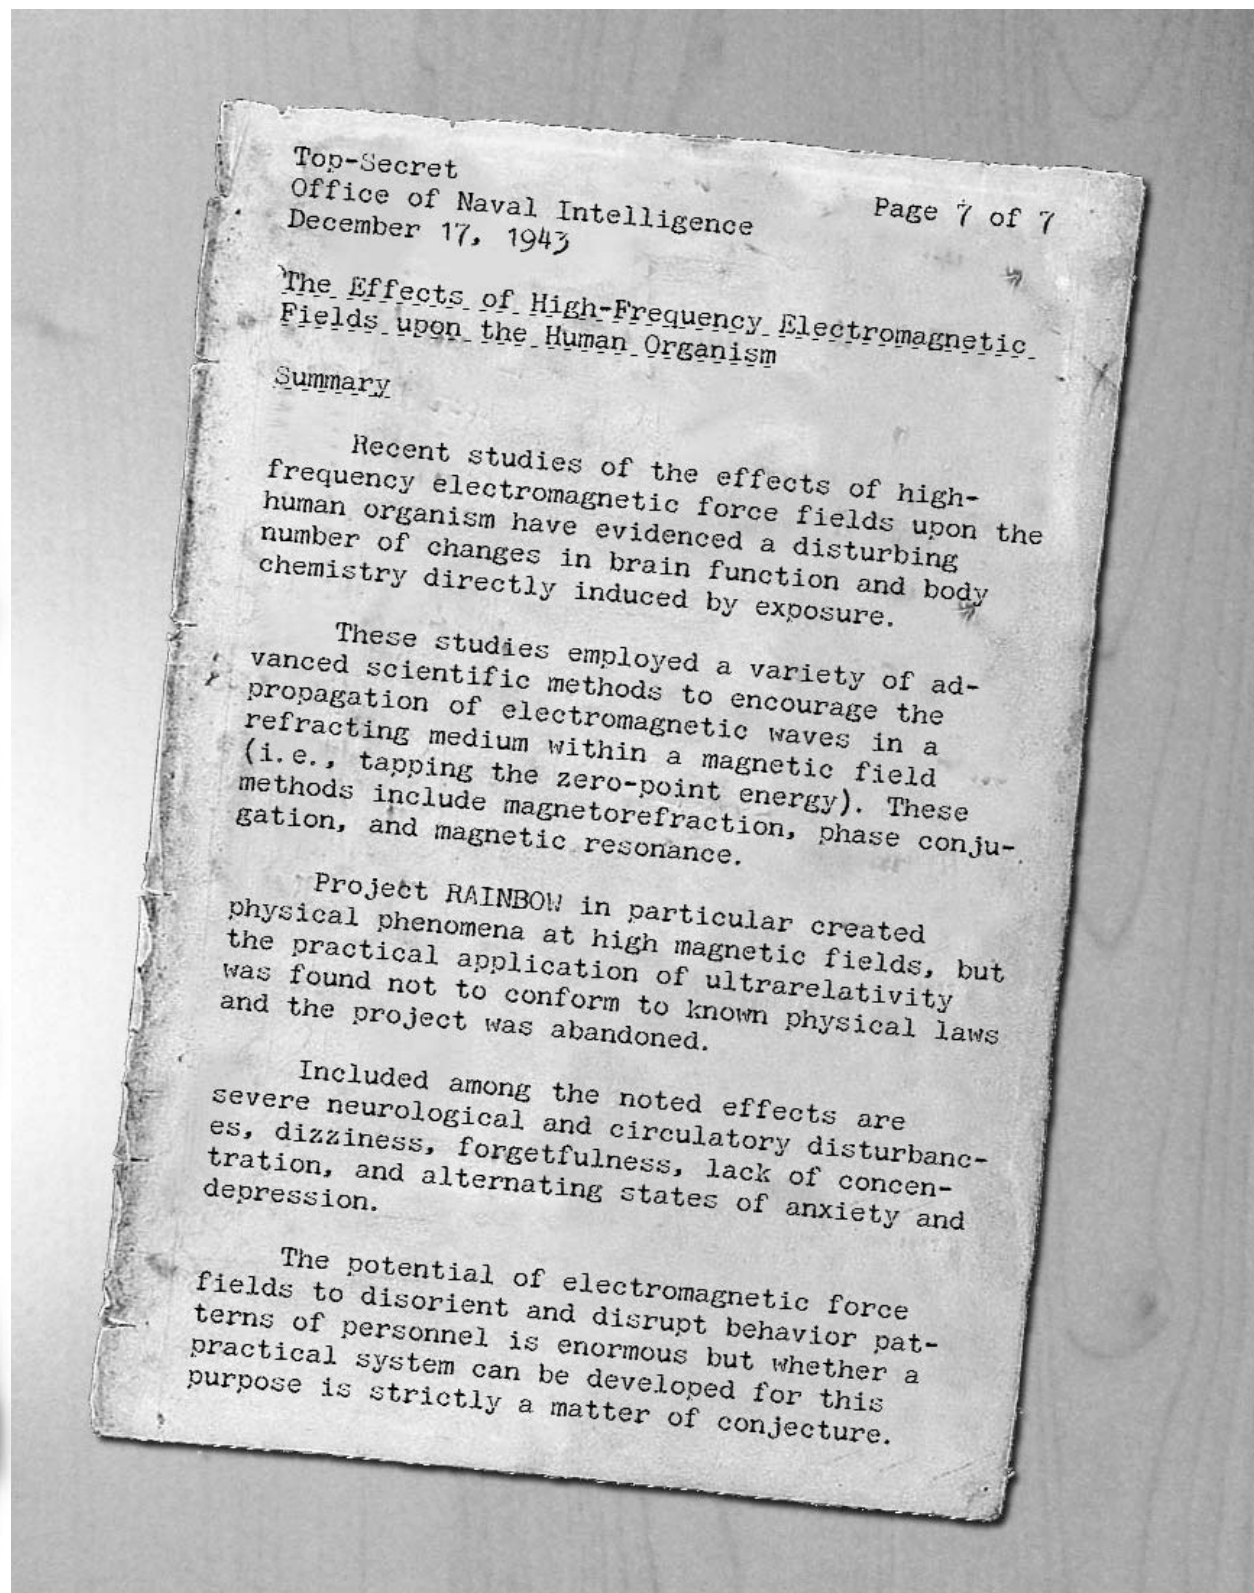 Top-Secret
Office of Naval Intelligence Page 7 of 7
December 17, 1943
The Effects of High-Frequency Electromagnetic
Fields upon the Human Organism
Summary
Recent studies of the effects of high-
frequency electromagnetic force fields upon the
human organism have evidenced a disturbing
number of changes in brain function and body
chemistry directly induced by exposure.
These studies employed a variety of ad-
vanced scientific methods to encourage the
propagation of electromagnetic waves in a
refracting medium within a magnetic field
(i.e., tapping the zero-point energy). These
methods include magnetorefraction, phase conju-
gation, and magnetic resonance.
Project RAINBOW in particular created
physical phenomena at high magnetic fields, but
the practical application of ultrarelativity
was found not to conform to known physical laws
and the project was abandoned.
Included among the noted effects are
severe neurological and circulatory disturbanc-
es, dizziness, forgetfulness, lack of concen-
tration, and alternating states of anxiety and
depression.
The potential of electromagnetic force
fields to disorient and disrupt behavior pat-
terns of personnel is enormous but whether a
practical system can be developed for this
purpose is strictly a matter of conjecture.